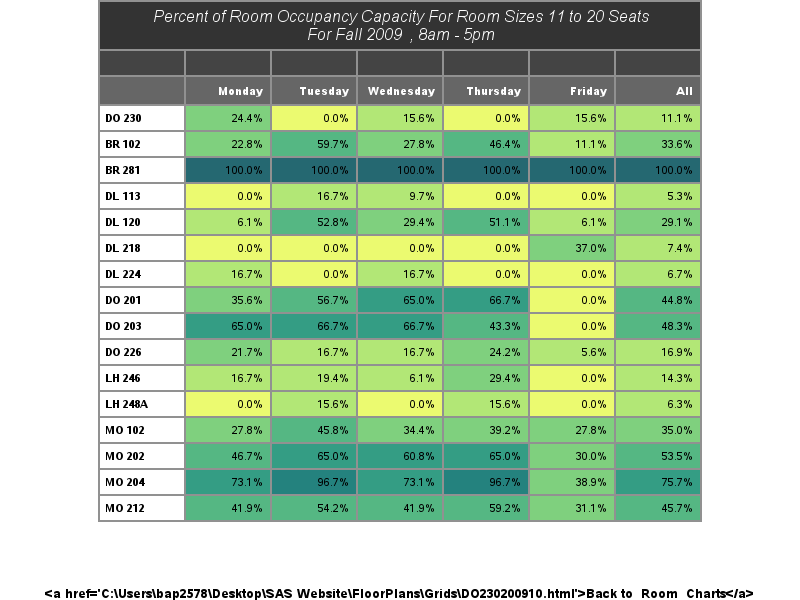 Percent of Room Occupancy Capacity For Room Sizes 11 to 20 Seats
For Fall 2009 , 8am - 5pm
Monday Tuesday Wednesday Thursday Friday All
DO 230 24.4% 0.0% 15.6% 0.0% 15.6% 11.1%
BR 102 22.8% 59.7% 27.8% 46.4% 11.1% 33.6%
BR 281 100.0% 100.0% 100.0% 100.0% 100.0% 100.0%
DL 113 0.0% 16.7% 9.7% 0.0% 0.0% 5.3%
DL 120 6.1% 52.8% 29.4% 51.1% 6.1% 29.1%
DL 218 0.0% 0.0% 0.0% 0.0% 37.0% 7.4%
DL 224 16.7% 0.0% 16.7% 0.0% 0.0% 6.7%
DO 201 35.6% 56.7% 65.0% 66.7% 0.0% 44.8%
DO 203 65.0% 66.7% 66.7% 43.3% 0.0% 48.3%
DO 226 21.7% 16.7% 16.7% 24.2% 5.6% 16.9%
LH 246 16.7% 19.4% 6.1% 29.4% 0.0% 14.3%
LH 248A 0.0% 15.6% 0.0% 15.6% 0.0% 6.3%
MO 102 27.8% 45.8% 34.4% 39.2% 27.8% 35.0%
MO 202 46.7% 65.0% 60.8% 65.0% 30.0% 53.5%
MO 204 73.1% 96.7% 73.1% 96.7% 38.9% 75.7%
MO 212 41.9% 54.2% 41.9% 59.2% 31.1% 45.7%
<a href='C:\Users\bap2578\Desktop\SAS Website\FloorPlans\Grids\DO230200910.html'>Back to Room Charts</a>